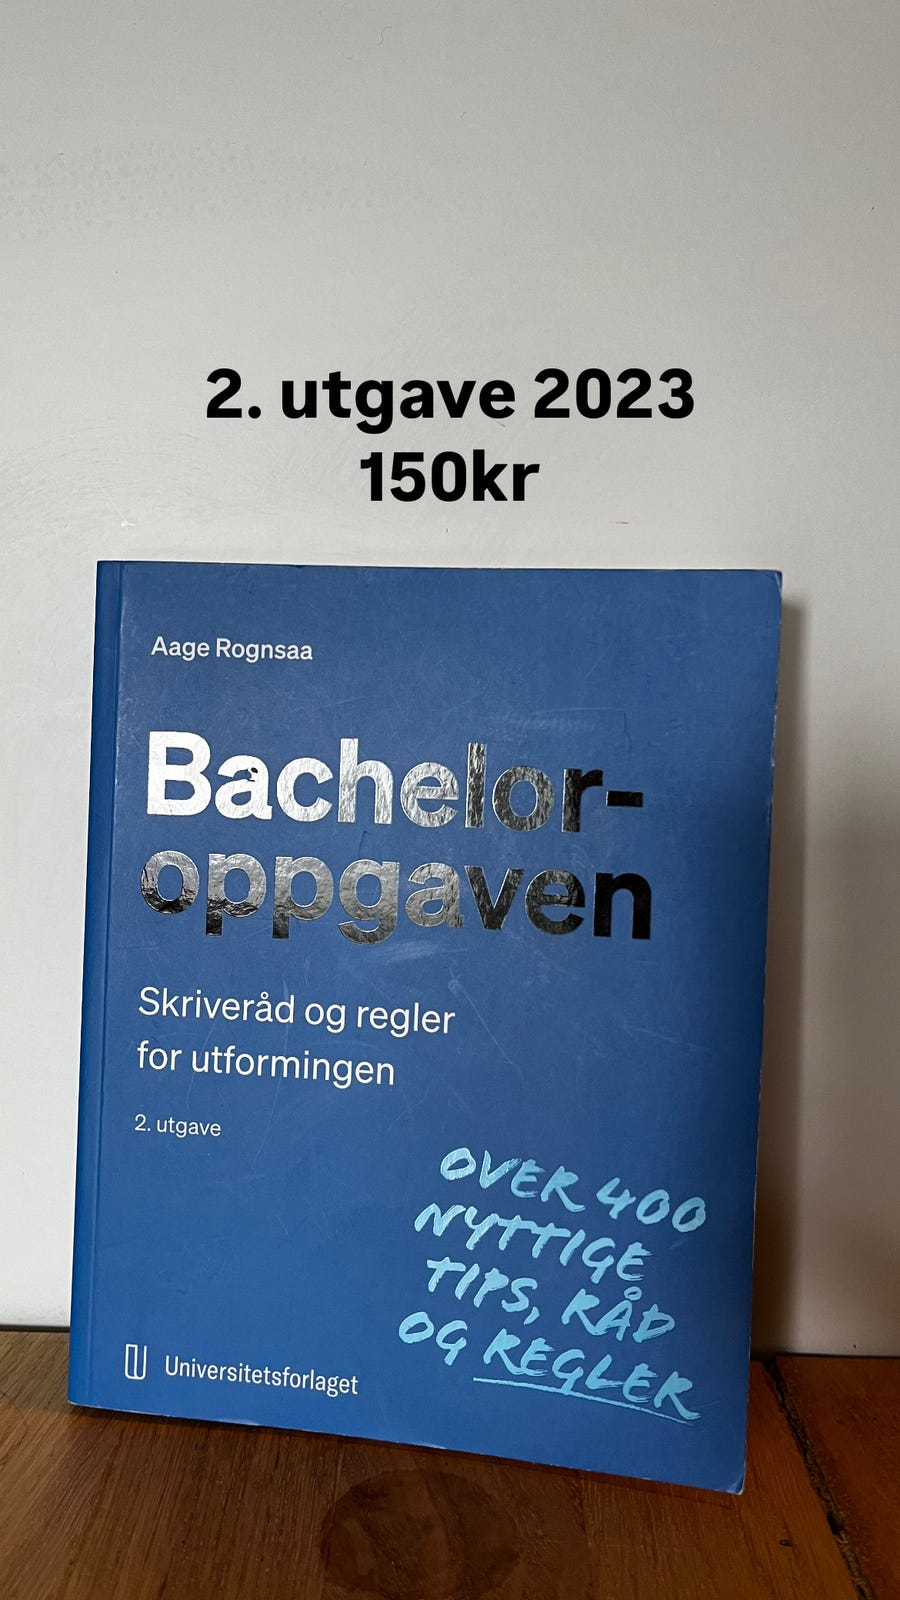 2. utgave 2023
150kr
Aage Rognsaa
Bachelor-
oppgaven
Skriveråd og regler
for utformingen
2. utgave
OVER 400
NYTTIGE
TIPS, RÅD
OG REGLER
Universitetsforlaget